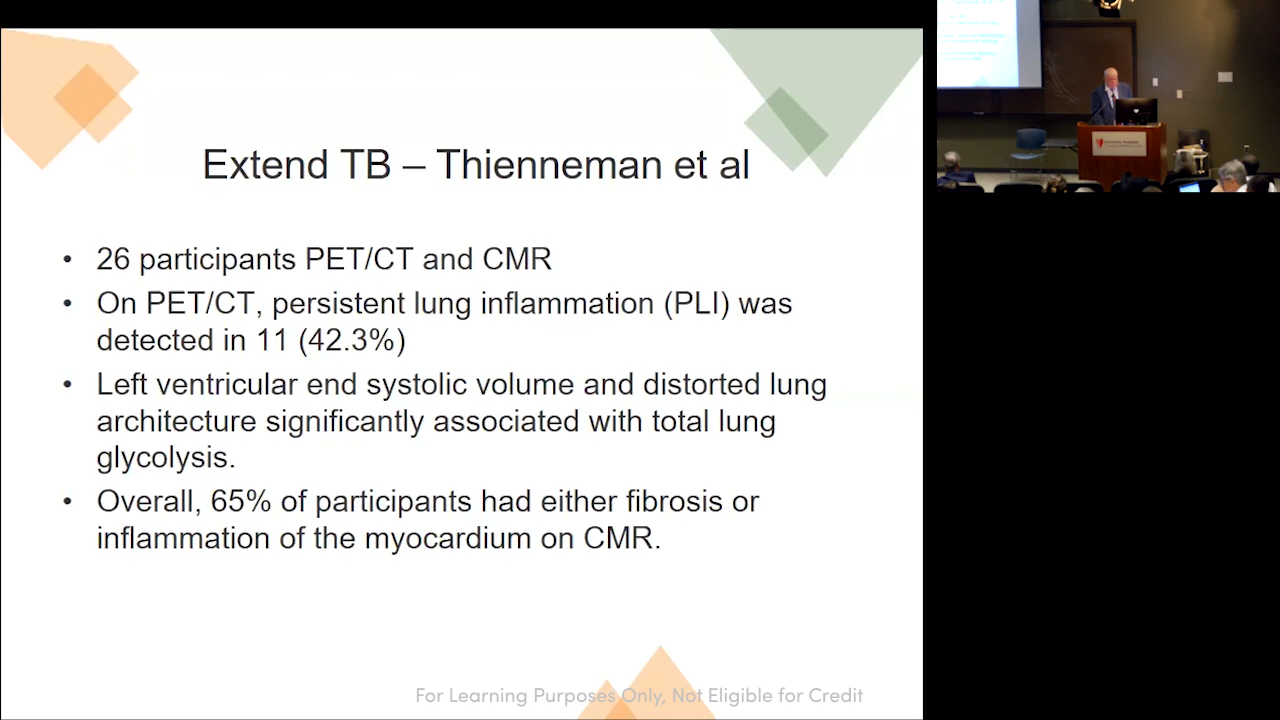 Extend TB – Thienneman et al
• 26 participants PET/CT and CMR
• On PET/CT, persistent lung inflammation (PLI) was
detected in 11 (42.3%)
• Left ventricular end systolic volume and distorted lung
architecture significantly associated with total lung
glycolysis.
• Overall, 65% of participants had either fibrosis or
inflammation of the myocardium on CMR.
For Learning Purposes Only, Not Eligible for Credit